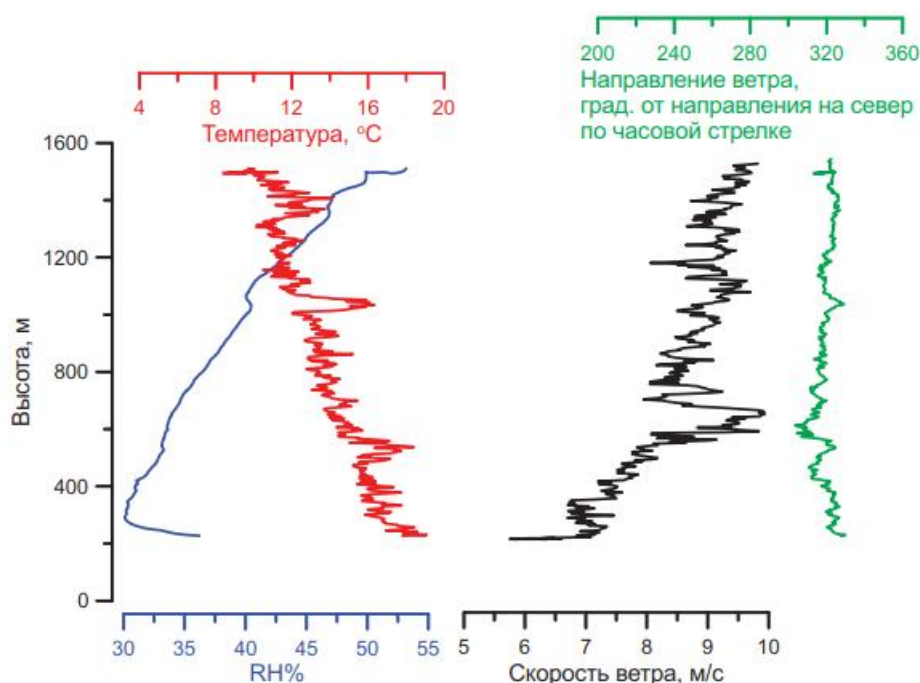 200 240 280 320 360
Направление ветра,
град. от направления на север
по часовой стрелке
4 8 12 16 20
Температура, °C
1600
1200
800
400
0
Высота, м
30 35 40 45 50 55
RH%
5 6 7 8 9 10
Скорость ветра, м/с